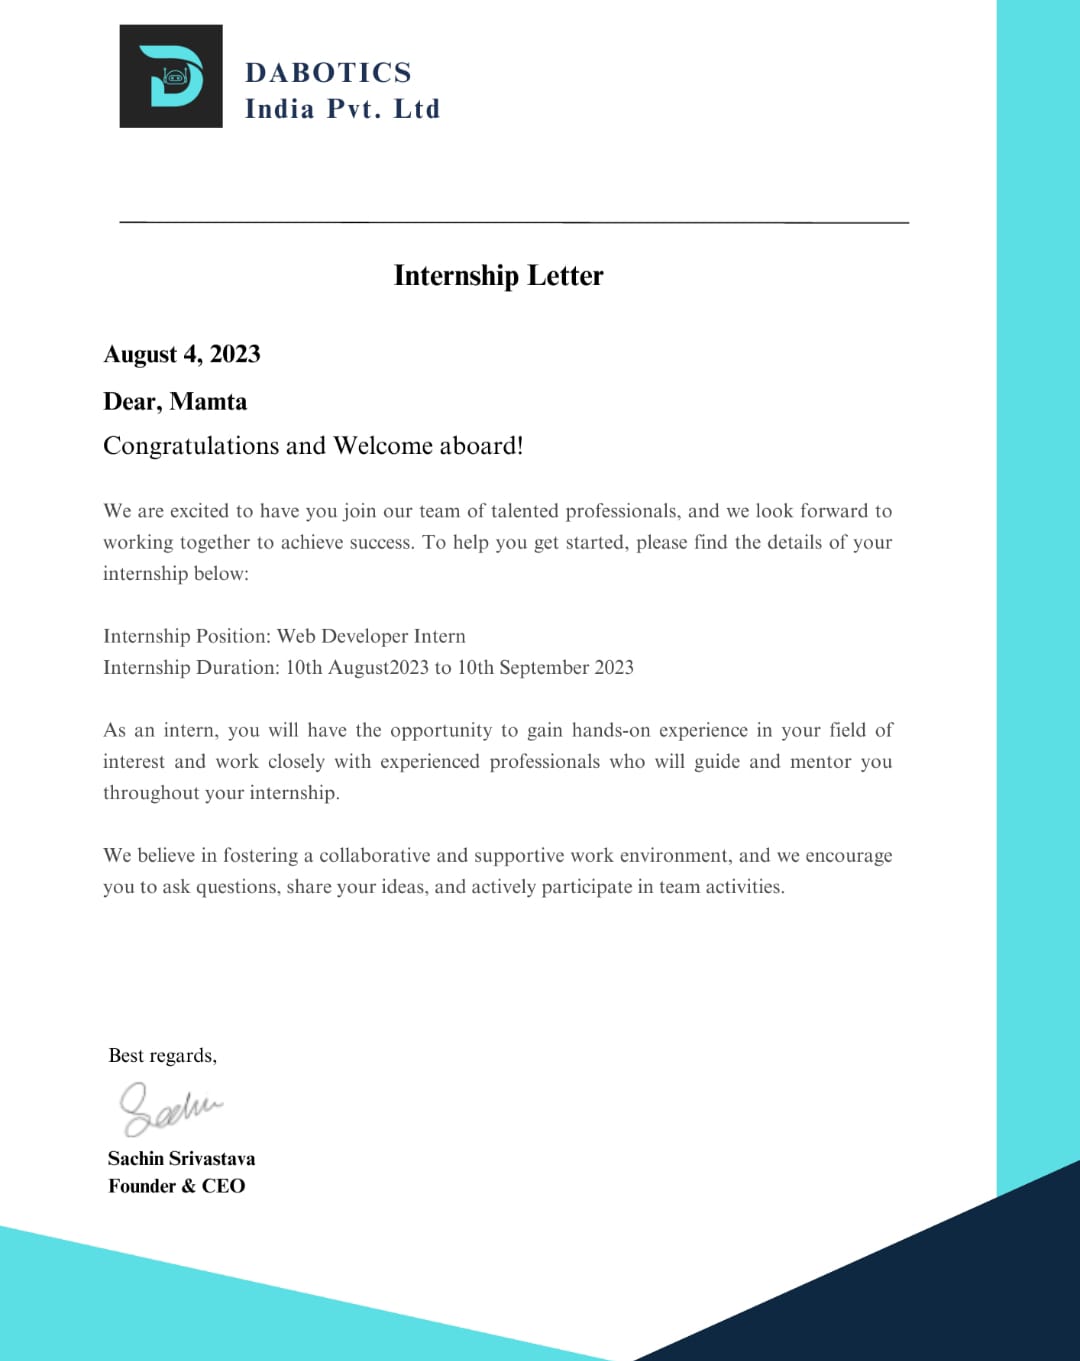 DABOTICS
India Pvt. Ltd
Internship Letter
August 4, 2023
Dear, Mamta
Congratulations and Welcome aboard!
We are excited to have you join our team of talented professionals, and we look forward to
working together to achieve success. To help you get started, please find the details of your
internship below:
Internship Position: Web Developer Intern
Internship Duration: 10th August2023 to 10th September 2023
As an intern, you will have the opportunity to gain hands-on experience in your field of
interest and work closely with experienced professionals who will guide and mentor you
throughout your internship.
We believe in fostering a collaborative and supportive work environment, and we encourage
you to ask questions, share your ideas, and actively participate in team activities.
Best regards,
Sachin
Sachin Srivastava
Founder & CEO